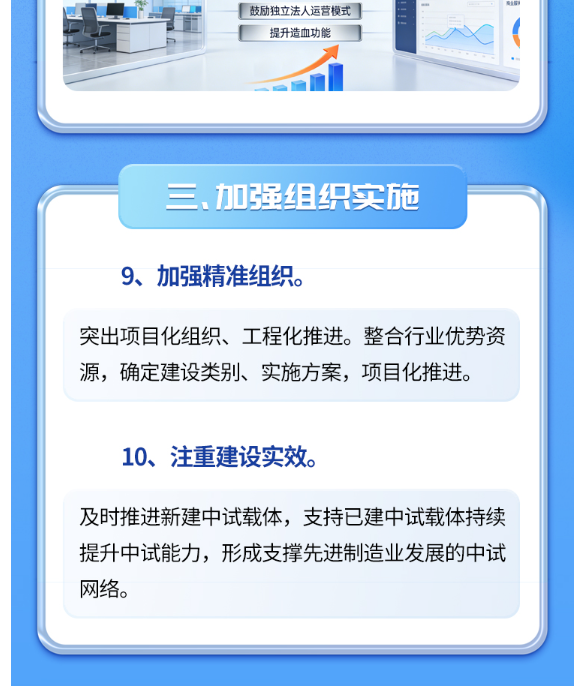 鼓励独立法人运营模式
提升造血功能
三、加强组织实施
9、加强精准组织。
突出项目化组织、工程化推进。整合行业优势资
源，确定建设类别、实施方案，项目化推进。
10、注重建设实效。
及时推进新建中试载体，支持已建中试载体持续
提升中试能力，形成支撑先进制造业发展的中试
网络。